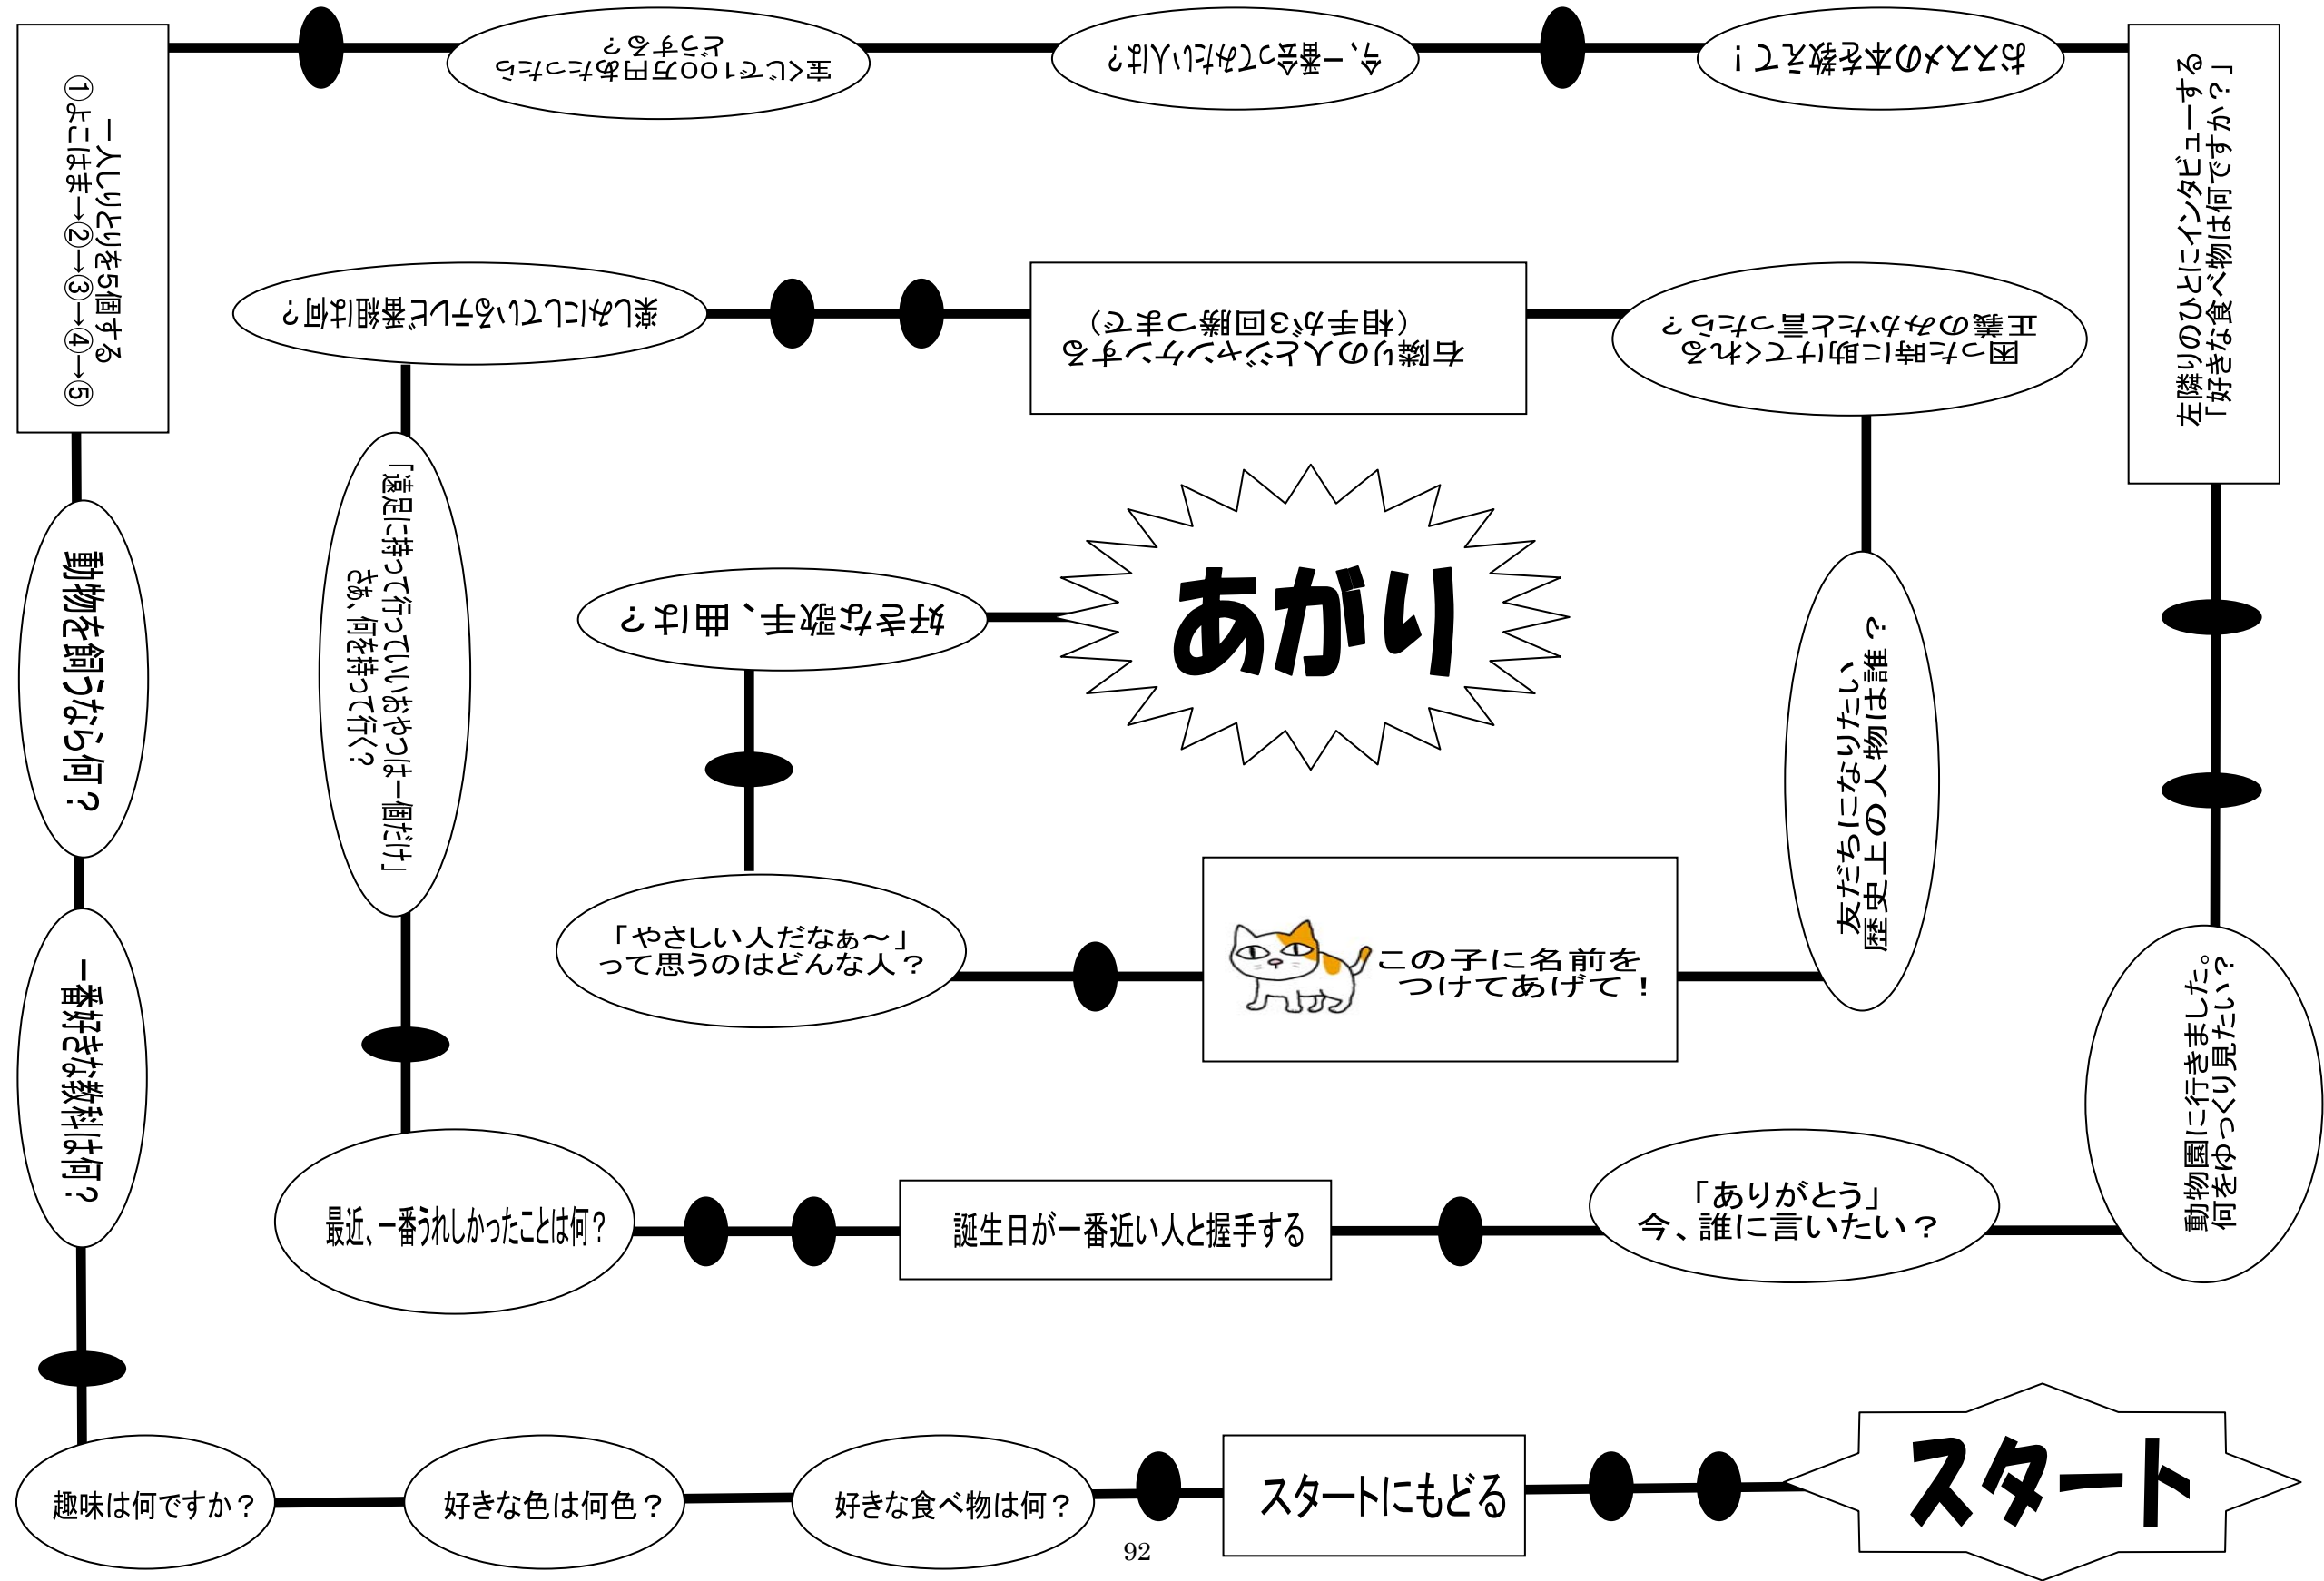 スタート
スタートにもどる
好きな食べ物は何？
好きな色は何色？
趣味は何ですか？
一番好きな教科は何？
動物を飼うなら何？
一人しりとりを５個する
①よこはま→②→③→④→⑤
宝くじで１００万円あたったら
どうする？
今、一番会ってみたい人は？
おススメの本を教えて！
左隣りのひとにインタビューする
「好きな食べ物は何ですか？」
動物園に行きました。
何をゆっくり見たい？
「ありがとう」
今、誰に言いたい？
誕生日が一番近い人と握手する
最近、一番うれしかったことは何？
「遠足に持って行っていいおやつは一個だけ」
さあ、何を持って行く？
楽しみにしているテレビ番組は何？
右隣りの人とジャンケンする
（相手が３回勝つまで）
困った時に助けてくれる
正義のみかたと言ったら？
友だちになりたい
歴史上の人物は誰？
この子に名前を
つけてあげて！
「やさしい人だなぁ～」
って思うのはどんな人？
好きな歌手、曲は？
あがり
92